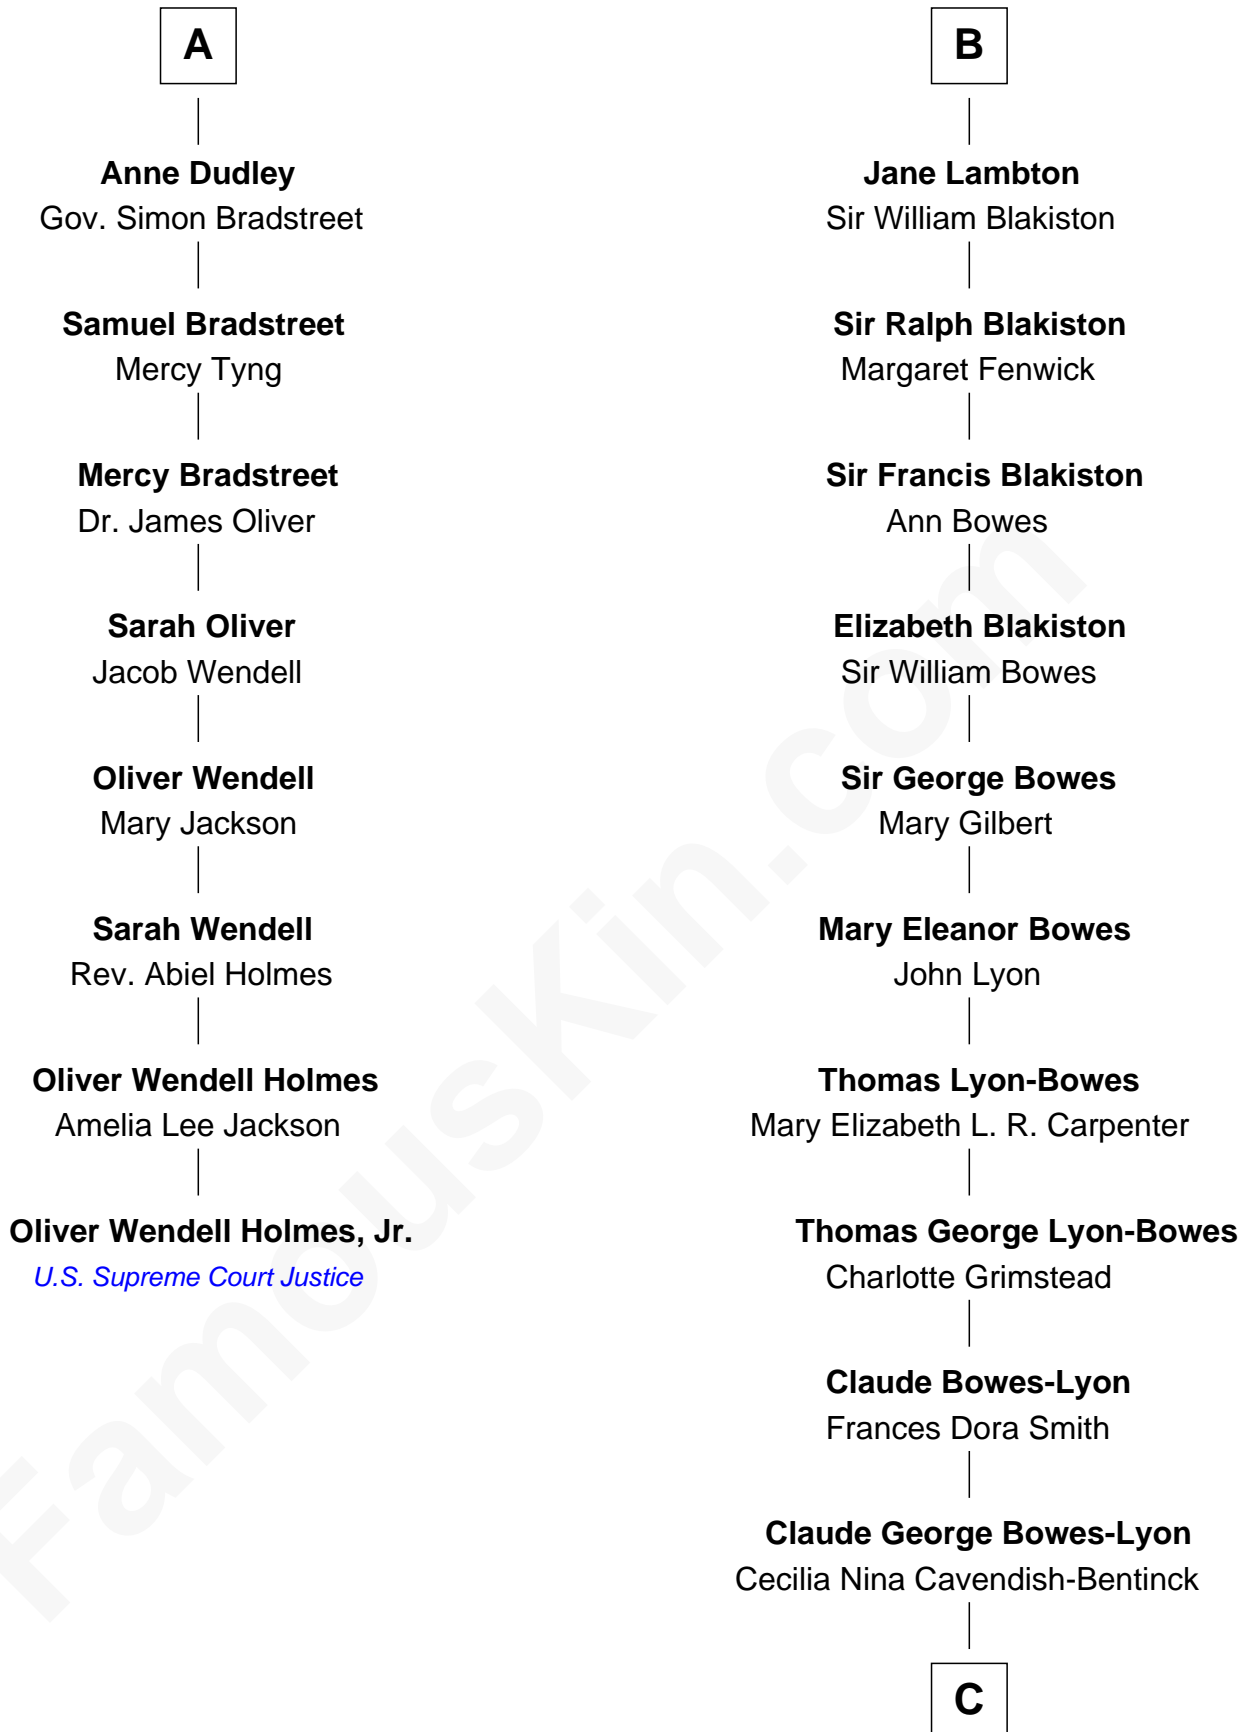 A
Anne Dudley
Gov. Simon Bradstreet
Samuel Bradstreet
Mercy Tyng
Mercy Bradstreet
Dr. James Oliver
Sarah Oliver
Jacob Wendell
Oliver Wendell
Mary Jackson
Sarah Wendell
Rev. Abiel Holmes
Oliver Wendell Holmes
Amelia Lee Jackson
Oliver Wendell Holmes, Jr.
U.S. Supreme Court Justice
B
Jane Lambton
Sir William Blakiston
Sir Ralph Blakiston
Margaret Fenwick
Sir Francis Blakiston
Ann Bowes
Elizabeth Blakiston
Sir William Bowes
Sir George Bowes
Mary Gilbert
Mary Eleanor Bowes
John Lyon
Thomas Lyon-Bowes
Mary Elizabeth L. R. Carpenter
Thomas George Lyon-Bowes
Charlotte Grimstead
Claude Bowes-Lyon
Frances Dora Smith
Claude George Bowes-Lyon
Cecilia Nina Cavendish-Bentinck
C
FamousKin.com